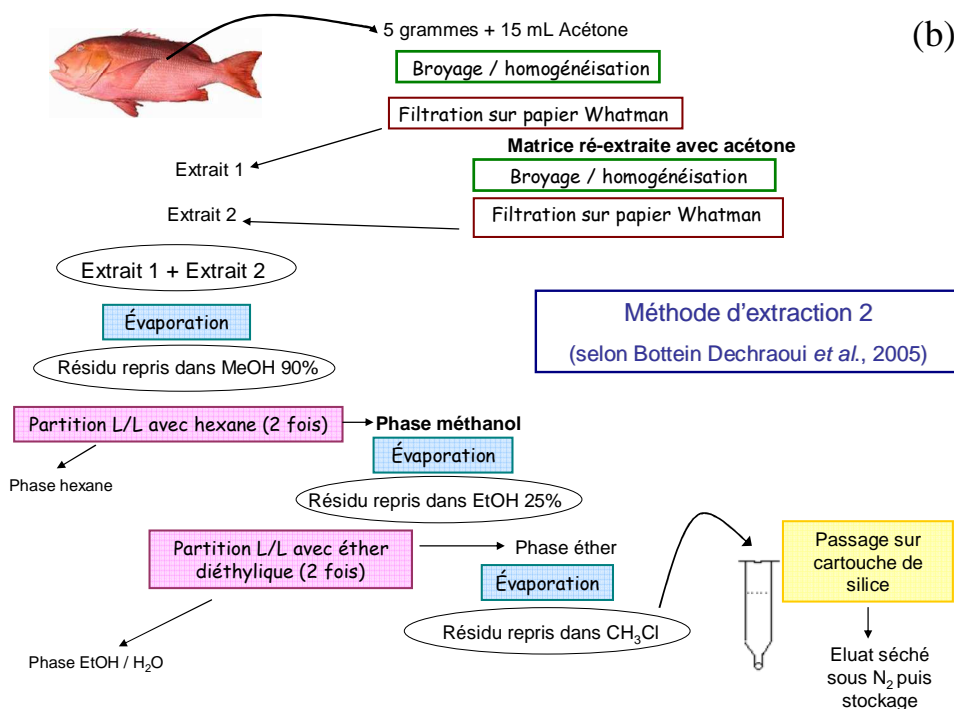 (b)
5 grammes + 15 mL Acétone
Broyage / homogénéisation
Filtration sur papier Whatman
Matrice ré-extraite avec acétone
Extrait 1
Broyage / homogénéisation
Extrait 2
Filtration sur papier Whatman
Extrait 1 + Extrait 2
Évaporation
Méthode d'extraction 2
(selon Bottein Dechraoui et al., 2005)
Résidu repris dans MeOH 90%
Partition L/L avec hexane (2 fois)
Phase méthanol
Évaporation
Phase hexane
Résidu repris dans EtOH 25%
Partition L/L avec éther
diéthylique (2 fois)
Phase éther
Évaporation
Passage sur
cartouche de
silice
Résidu repris dans CH₃Cl
Phase EtOH / H₂O
Eluat séché
sous N₂ puis
stockage